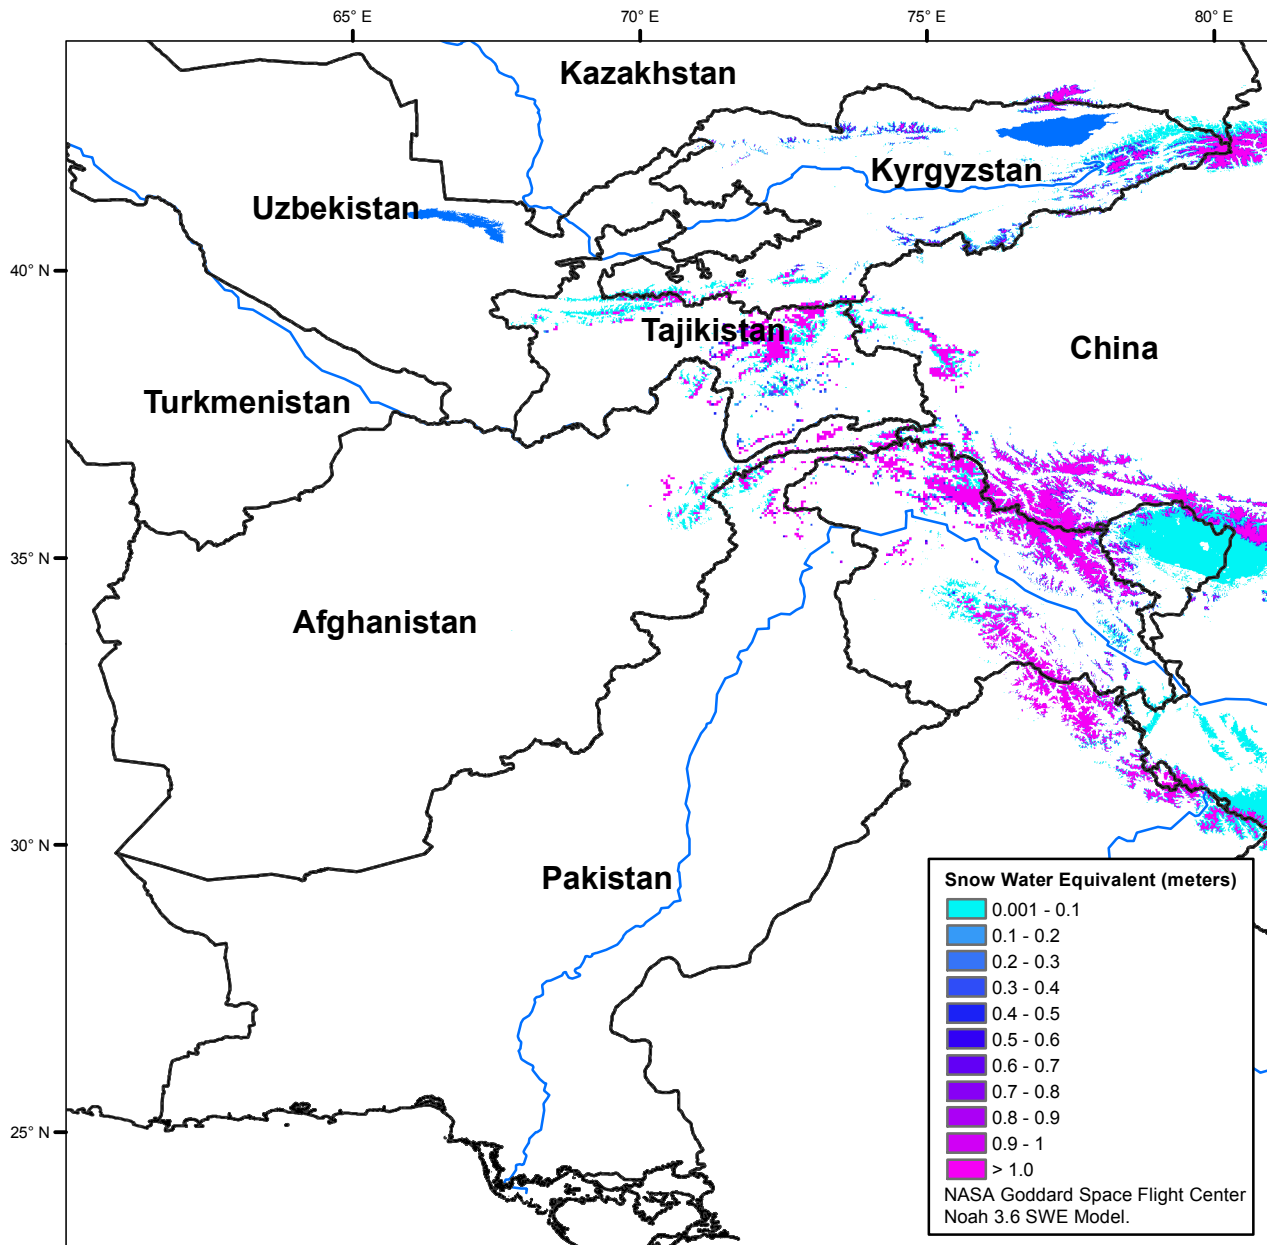 65° E
70° E
75° E
80° E
Kazakhstan
Kyrgyzstan
Uzbekistan
40° N
Tajikistan
China
Turkmenistan
35° N
Afghanistan
30° N
Pakistan
25° N
Snow Water Equivalent (meters)
0.001 - 0.1
0.1 - 0.2
0.2 - 0.3
0.3 - 0.4
0.4 - 0.5
0.5 - 0.6
0.6 - 0.7
0.7 - 0.8
0.8 - 0.9
0.9 - 1
> 1.0
NASA Goddard Space Flight Center
Noah 3.6 SWE Model.